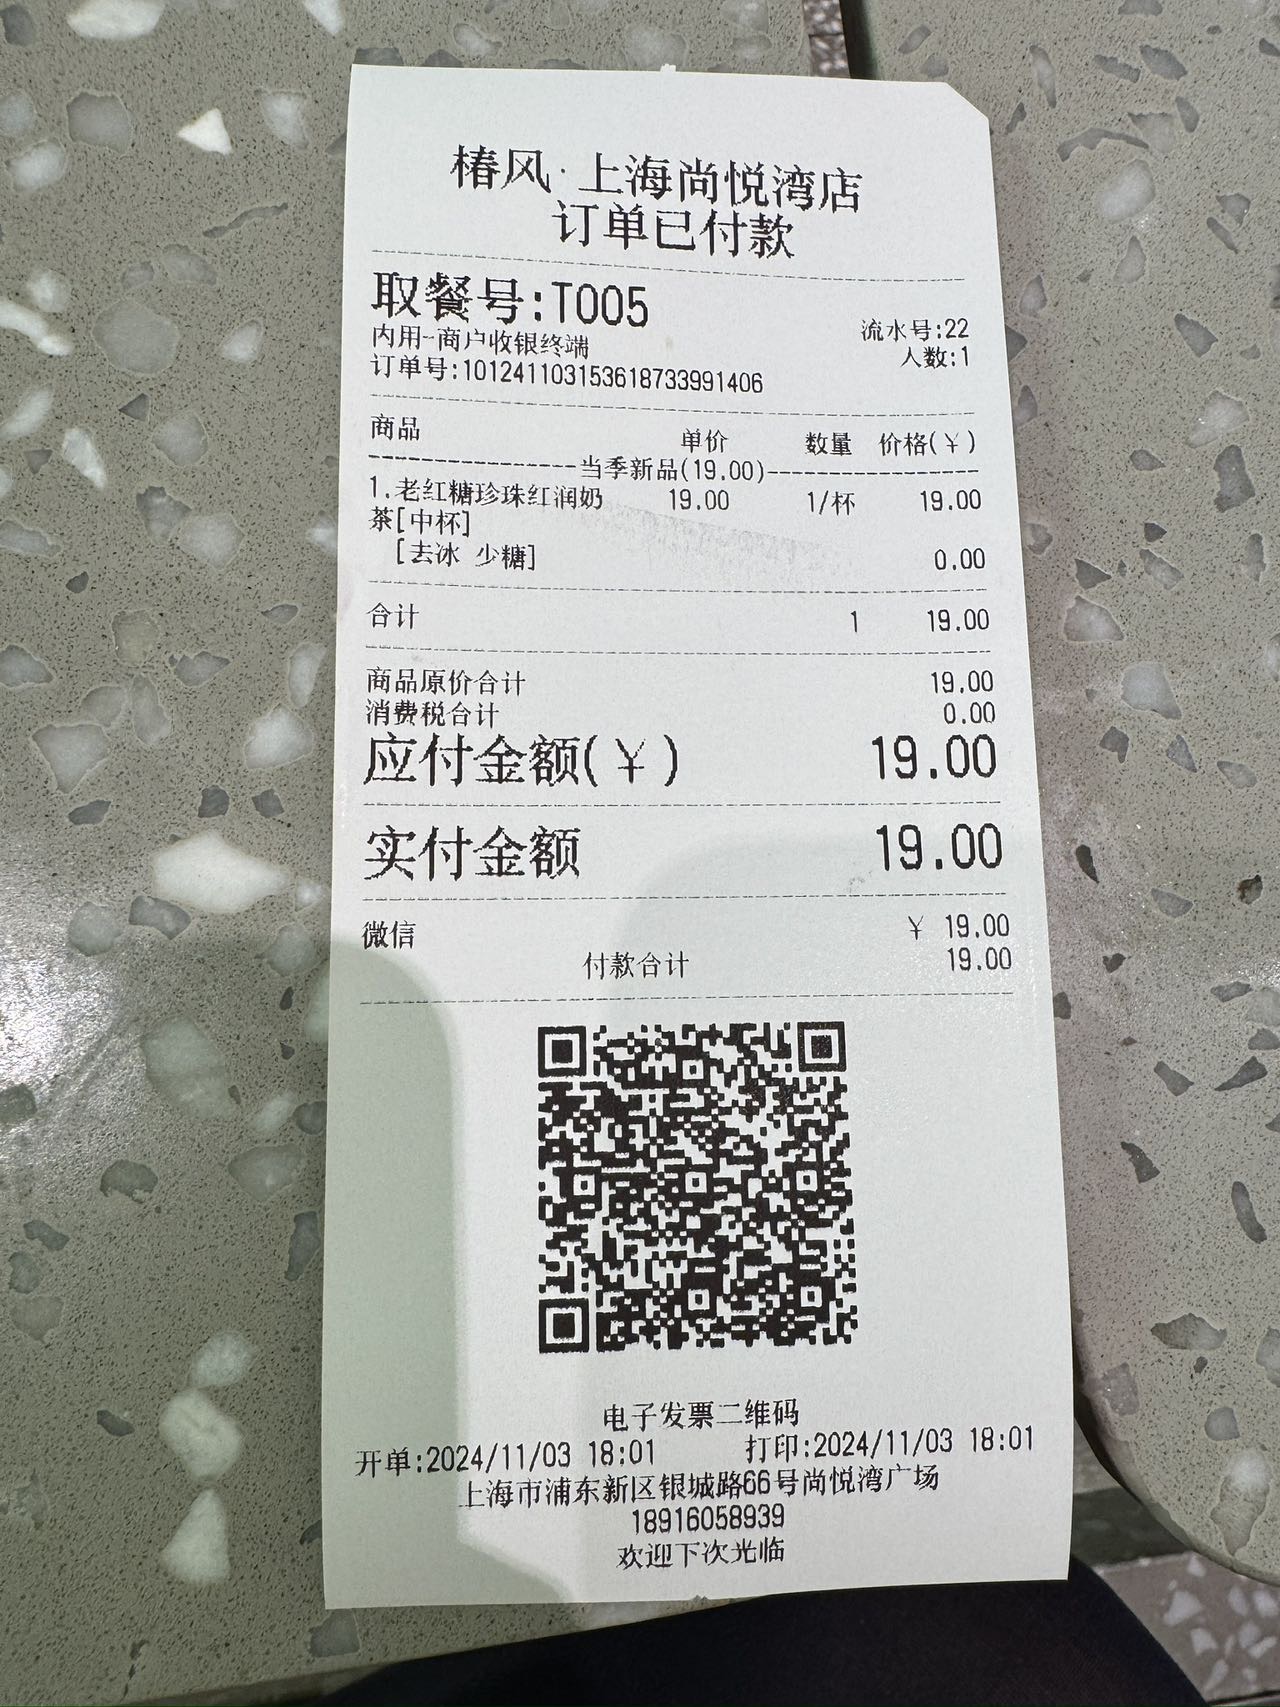 椿风·上海尚悦湾店
订单已付款
取餐号:T005
内用-商户收银终端 流水号:22
订单号:101241103153618733991406 人数:1
商品 单价 数量 价格(¥)
当季新品(19.00)
1.老红糖珍珠红润奶 19.00 1/杯 19.00
茶[中杯]
[去冰 少糖] 0.00
合计 1 19.00
商品原价合计 19.00
消费税合计 0.00
应付金额(¥) 19.00
实付金额 19.00
微信 ¥ 19.00
付款合计 19.00
电子发票二维码
开单:2024/11/03 18:01 打印:2024/11/03 18:01
上海市浦东新区银城路66号尚悦湾广场
18916058939
欢迎下次光临